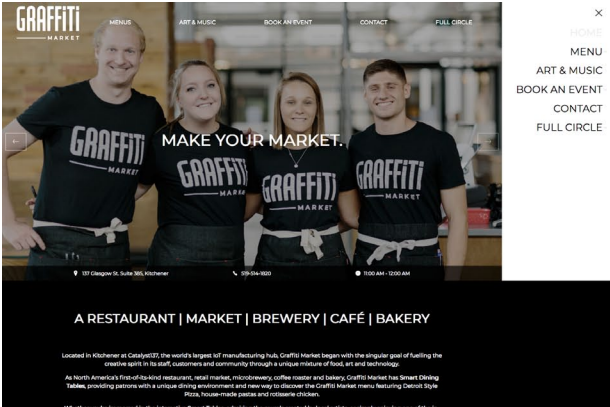 GRAFFITI
MARKET
MENUS
ART & MUSIC
BOOK AN EVENT
CONTACT
FULL CIRCLE
HOME
MENU
ART & MUSIC
BOOK AN EVENT
CONTACT
FULL CIRCLE
GRAFFITI
MARKET
GRAFFITI
MARKET
GRAFFITI
MARKET
GRAFFITI
MARKET
MAKE YOUR MARKET.
137 Glasgow St. Suite 385, Kitchener
519-514-1820
11:00 AM - 12:00 AM
A RESTAURANT | MARKET | BREWERY | CAFÉ | BAKERY
Located in Kitchener at Catalyst137, the world's largest IoT manufacturing hub, Graffiti Market began with the singular goal of fuelling the
creative spirit in its staff, customers and community through a unique mixture of food, art and technology.
As North America's first-of-its-kind restaurant, retail market, microbrewery, coffee roaster and bakery, Graffiti Market has Smart Dining
Tables, providing patrons with a unique dining environment and new way to discover the Graffiti Market menu featuring Detroit Style
Pizza, house-made pastas and rotisserie chicken.